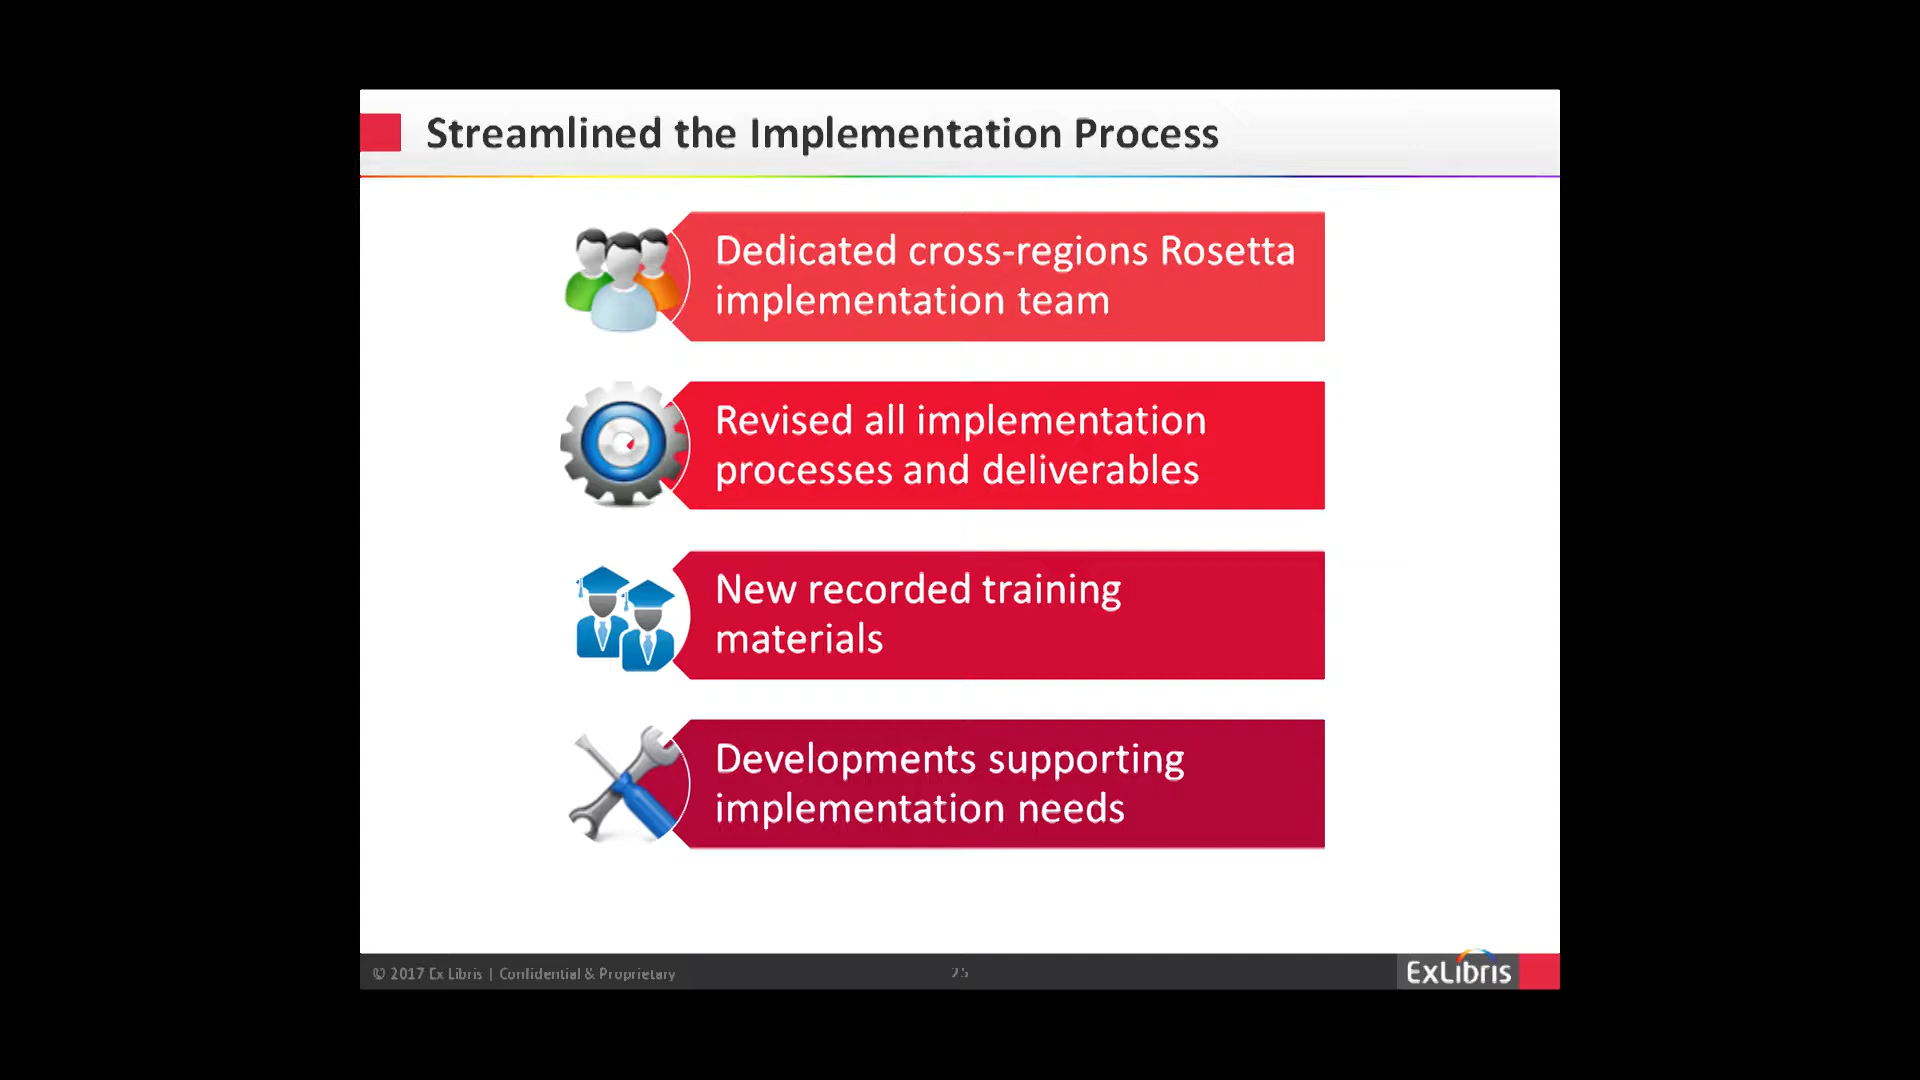 Streamlined the Implementation Process
Dedicated cross-regions Rosetta
implementation team
Revised all implementation
processes and deliverables
New recorded training
materials
Developments supporting
implementation needs
© 2017 Ex Libris | Confidential & Proprietary
25
ExLibris